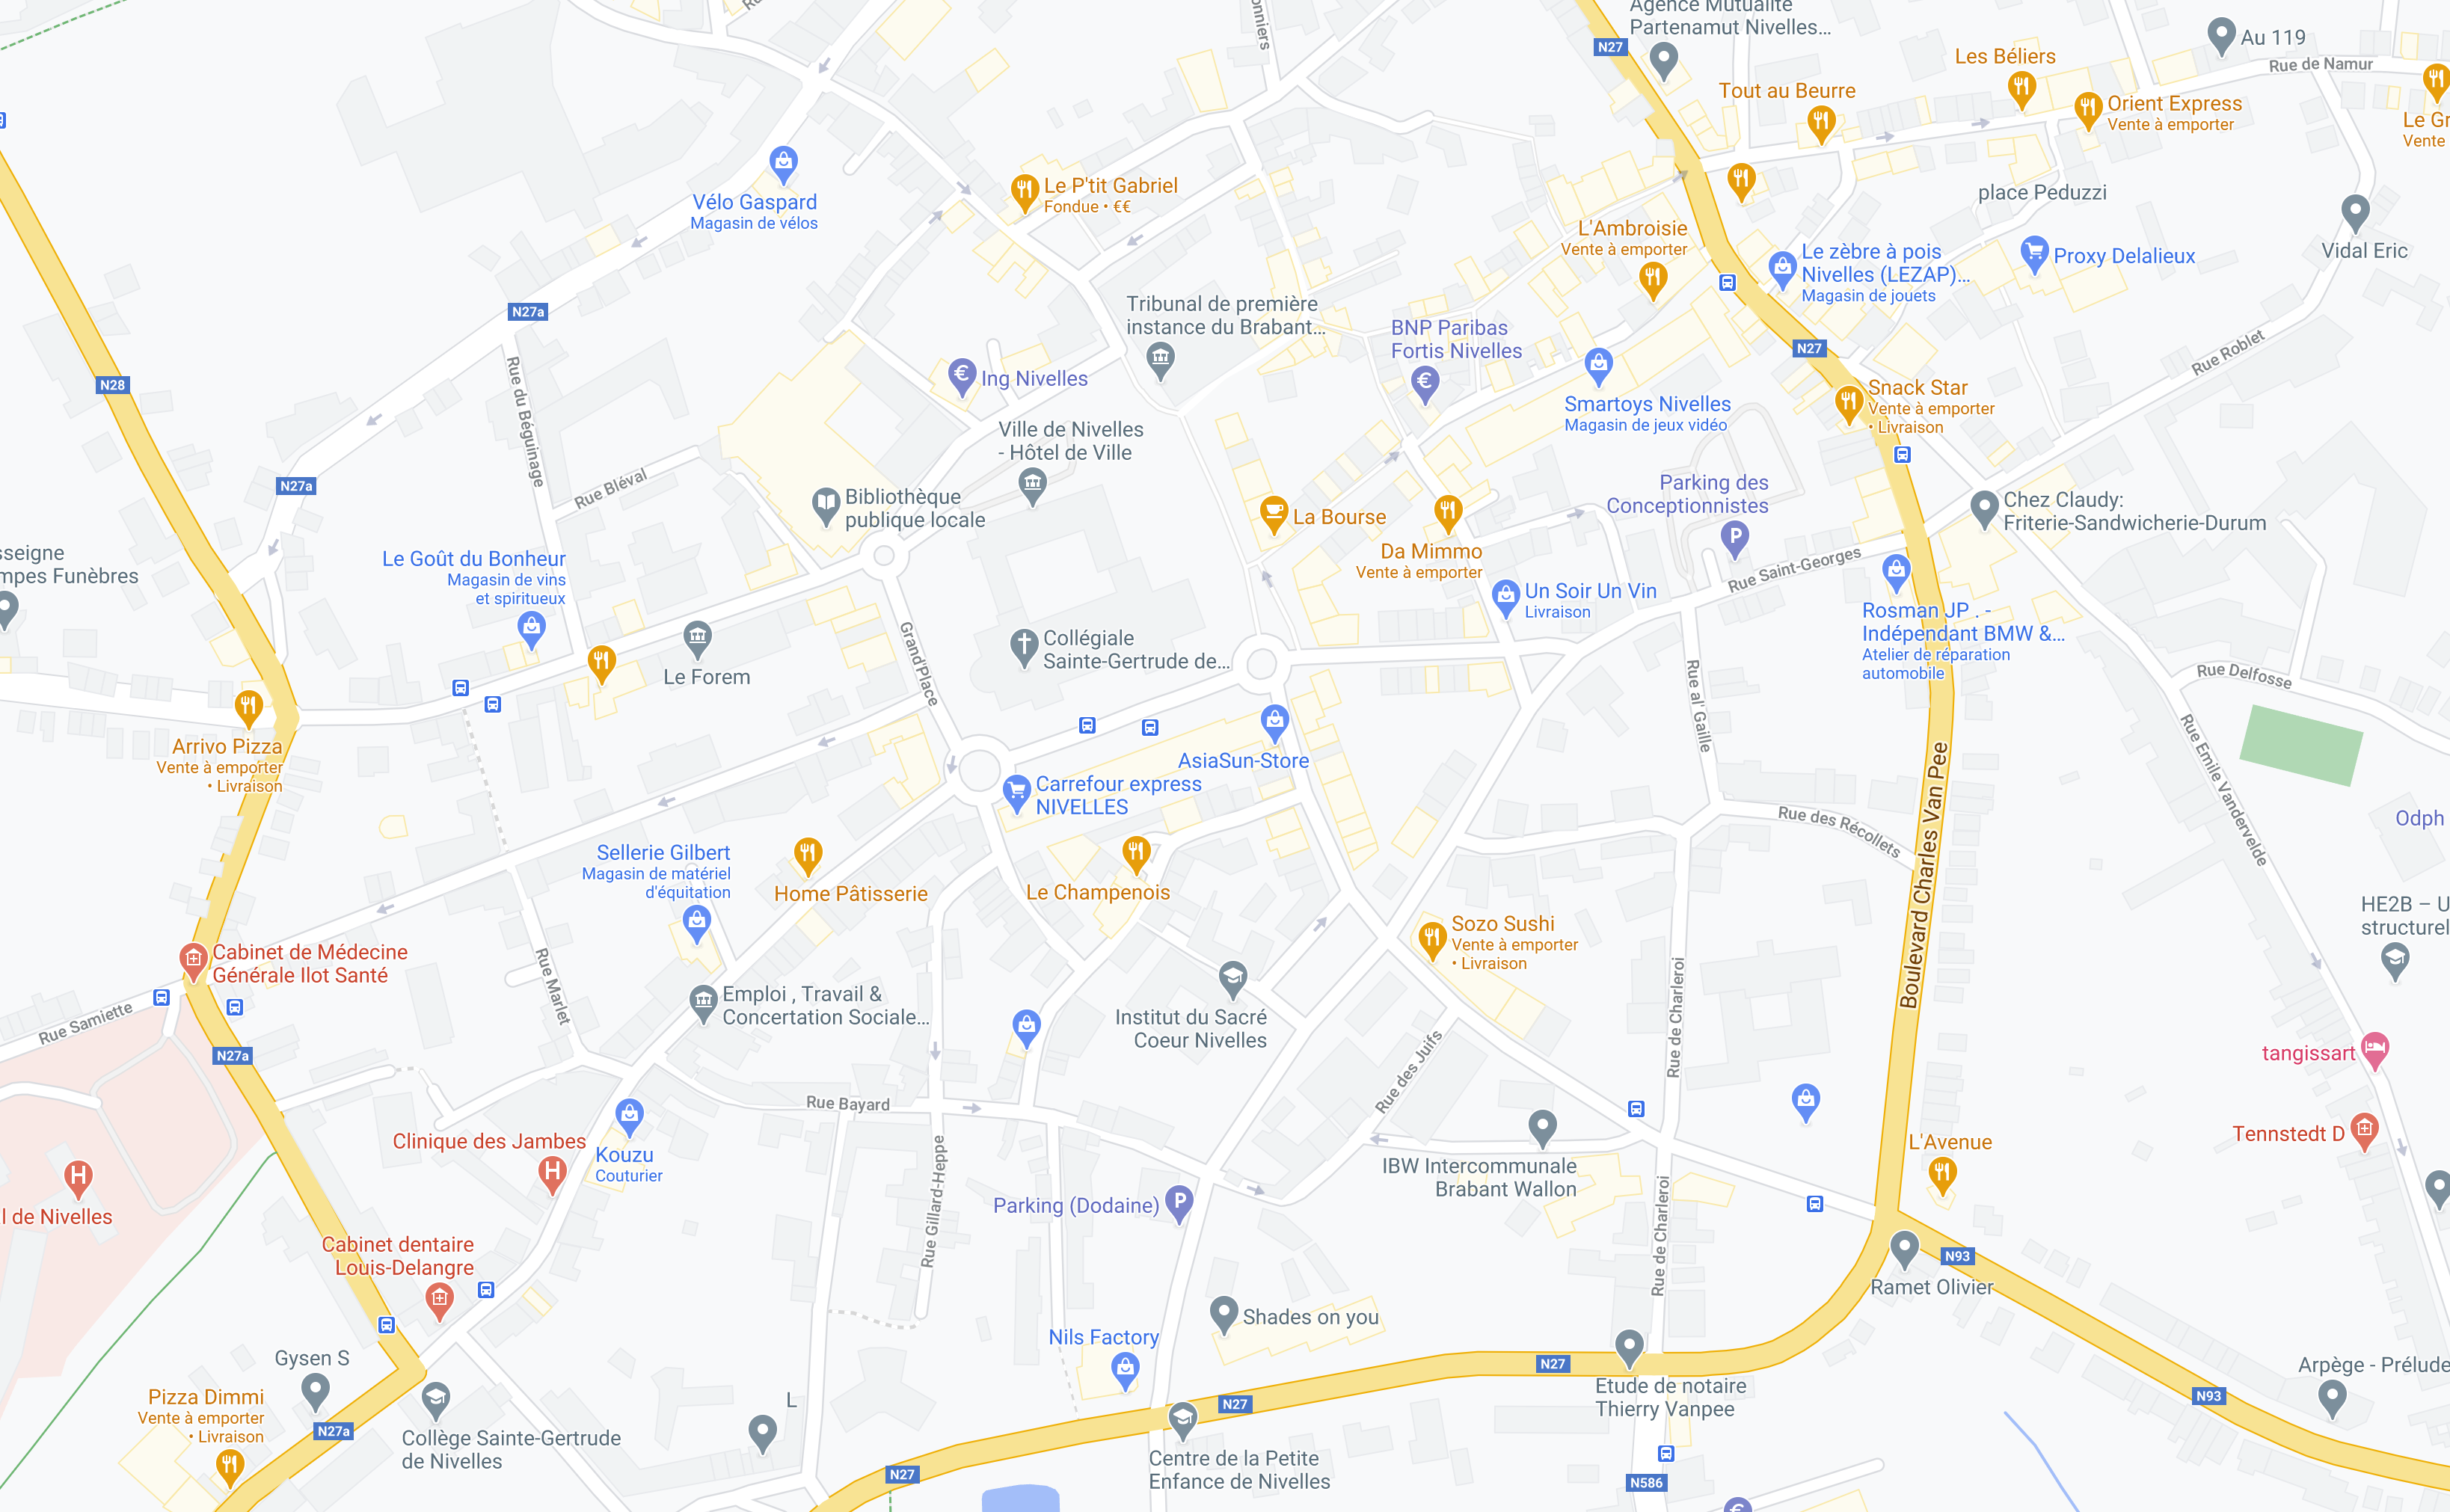 Agence Mutualité
Partenamut Nivelles...
N27
Les Béliers
Au 119
Rue de Namur
Tout au Beurre
Orient Express
Vente à emporter
Le Gr
Vente
Vélo Gaspard
Magasin de vélos
Le P'tit Gabriel
Fondue • €€
place Peduzzi
L'Ambroisie
Vente à emporter
Le zèbre à pois
Nivelles (LEZAP)...
Magasin de jouets
Proxy Delalieux
Vidal Eric
N27a
Tribunal de première
instance du Brabant...
BNP Paribas
Fortis Nivelles
N27
Rue Roblet
N28
Rue du Béguinage
Ing Nivelles
Smartoys Nivelles
Magasin de jeux vidéo
Snack Star
Vente à emporter
• Livraison
Ville de Nivelles
- Hôtel de Ville
N27a
Rue Bléval
Bibliothèque
publique locale
La Bourse
Parking des
Conceptionnistes
P
Chez Claudy:
Friterie-Sandwicherie-Durum
sseigne
mpes Funèbres
Le Goût du Bonheur
Magasin de vins
et spiritueux
Da Mimmo
Vente à emporter
Rue Saint-Georges
Un Soir Un Vin
Livraison
Rosman JP . -
Indépendant BMW &...
Atelier de réparation
automobile
Grand'Place
Collégiale
Sainte-Gertrude de...
Le Forem
Rue al' Gaille
Rue Delfosse
Arrivo Pizza
Vente à emporter
• Livraison
AsiaSun-Store
Carrefour express
NIVELLES
Rue Emile Vandervelde
Boulevard Charles Van Pee
Rue des Récollets
Odph
Sellerie Gilbert
Magasin de matériel
d'équitation
Home Pâtisserie
Le Champenois
Sozo Sushi
Vente à emporter
• Livraison
HE2B – U
structurel
Cabinet de Médecine
Générale Ilot Santé
Rue Marlet
Emploi , Travail &
Concertation Sociale...
Institut du Sacré
Coeur Nivelles
Rue de Charleroi
Rue Samiette
N27a
Rue des Juifs
tangissart
Rue Bayard
Clinique des Jambes
H
Kouzu
Couturier
Tennstedt D
L'Avenue
H
l de Nivelles
IBW Intercommunale
Brabant Wallon
Parking (Dodaine)
P
Rue Gillard-Heppe
Rue de Charleroi
Cabinet dentaire
Louis-Delangre
N93
Ramet Olivier
Shades on you
Nils Factory
Gysen S
N27
Arpège - Prélude
Pizza Dimmi
Vente à emporter
• Livraison
N27a
L
N27
Etude de notaire
Thierry Vanpee
N93
Collège Sainte-Gertrude
de Nivelles
Centre de la Petite
Enfance de Nivelles
N27
N586